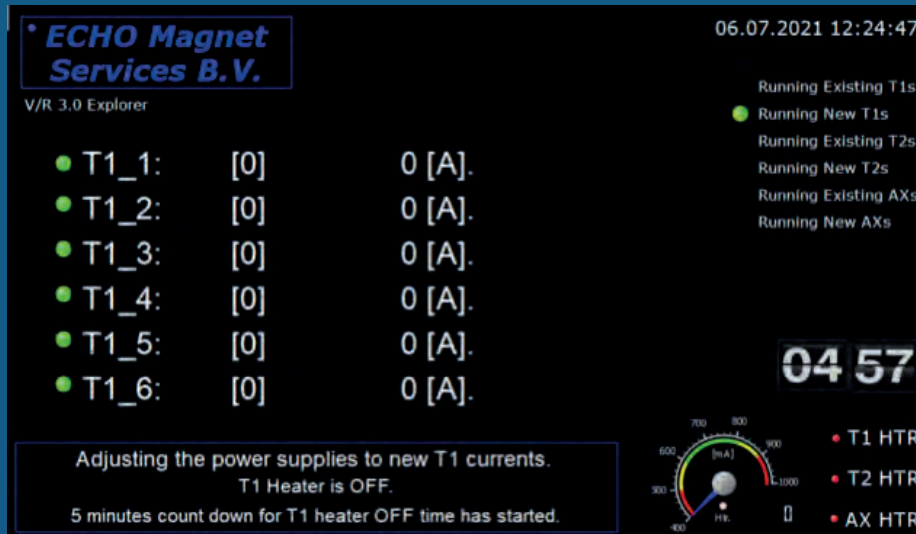 ECHO Magnet
Services B.V.
06.07.2021 12:24:47
V/R 3.0 Explorer
Running Existing T1s
Running New T1s
Running Existing T2s
Running New T2s
Running Existing AXs
Running New AXs
T1_1: [0] 0 [A].
T1_2: [0] 0 [A].
T1_3: [0] 0 [A].
T1_4: [0] 0 [A].
T1_5: [0] 0 [A].
T1_6: [0] 0 [A].
04 57
Adjusting the power supplies to new T1 currents.
T1 Heater is OFF.
5 minutes count down for T1 heater OFF time has started.
400
500
600
700
800
900
1000
[mA]
Htr.
0
T1 HTR
T2 HTR
AX HTR